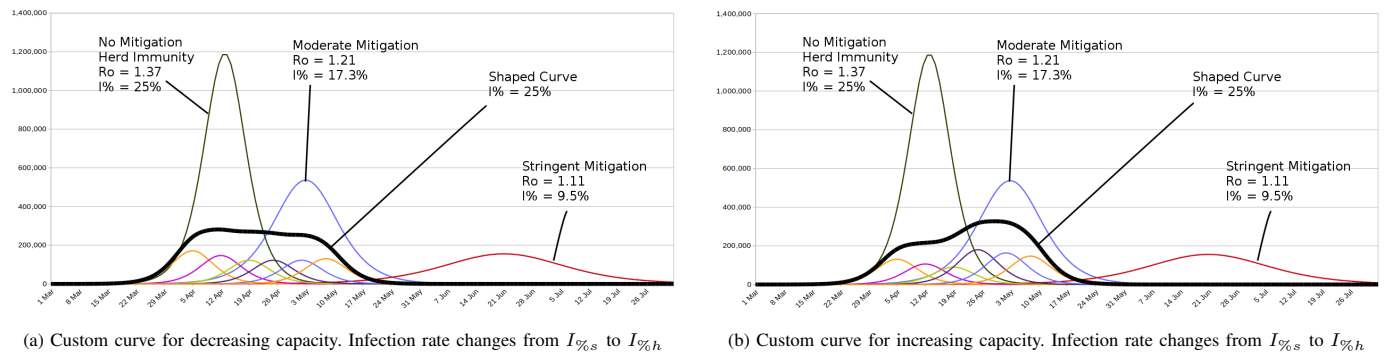 1,400,000
1,200,000
1,000,000
800,000
600,000
400,000
200,000
0
No Mitigation
Herd Immunity
Ro = 1.37
I% = 25%
Moderate Mitigation
Ro = 1.21
I% = 17.3%
Shaped Curve
I% = 25%
Stringent Mitigation
Ro = 1.11
I% = 9.5%
1 Mar 8 Mar 15 Mar 22 Mar 29 Mar 5 Apr 12 Apr 19 Apr 26 Apr 3 May 10 May 17 May 24 May 31 May 7 Jun 14 Jun 21 Jun 28 Jun 5 Jul 12 Jul 19 Jul 26 Jul
(a) Custom curve for decreasing capacity. Infection rate changes from I%s to I%h
1,400,000
1,200,000
1,000,000
800,000
600,000
400,000
200,000
0
No Mitigation
Herd Immunity
Ro = 1.37
I% = 25%
Moderate Mitigation
Ro = 1.21
I% = 17.3%
Shaped Curve
I% = 25%
Stringent Mitigation
Ro = 1.11
I% = 9.5%
1 Mar 8 Mar 15 Mar 22 Mar 29 Mar 5 Apr 12 Apr 19 Apr 26 Apr 3 May 10 May 17 May 24 May 31 May 7 Jun 14 Jun 21 Jun 28 Jun 5 Jul 12 Jul 19 Jul 26 Jul
(b) Custom curve for increasing capacity. Infection rate changes from I%s to I%h